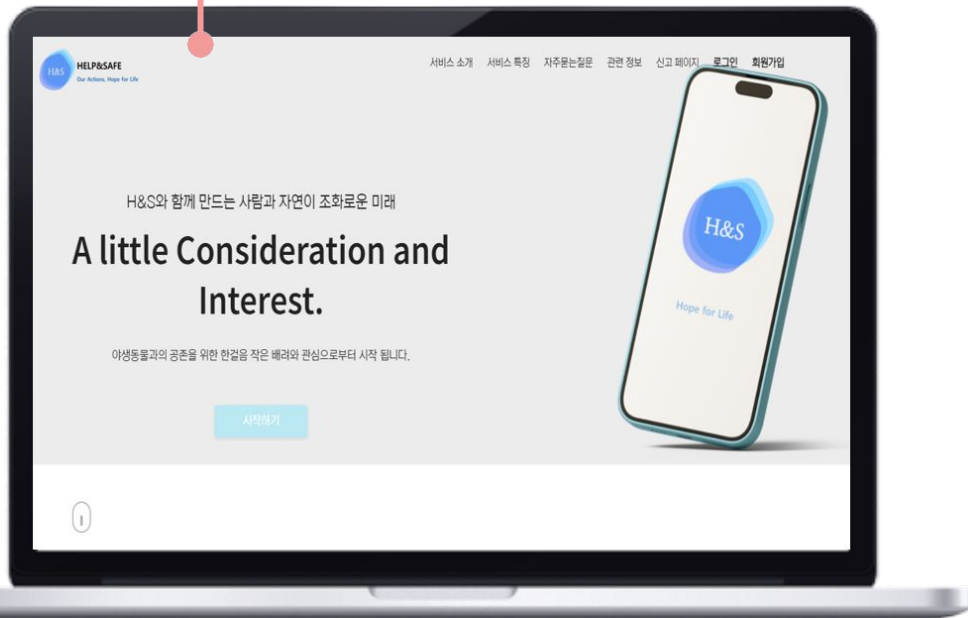 H&S
HELP&SAFE
Our Actions, Hope for Life
서비스 소개 서비스 특징 자주묻는질문 관련 정보 신고 페이지 로그인 회원가입
H&S와 함께 만드는 사람과 자연이 조화로운 미래
A little Consideration and
Interest.
야생동물과의 공존을 위한 한걸음 작은 배려와 관심으로부터 시작 됩니다.
시작하기
H&S
Hope for Life